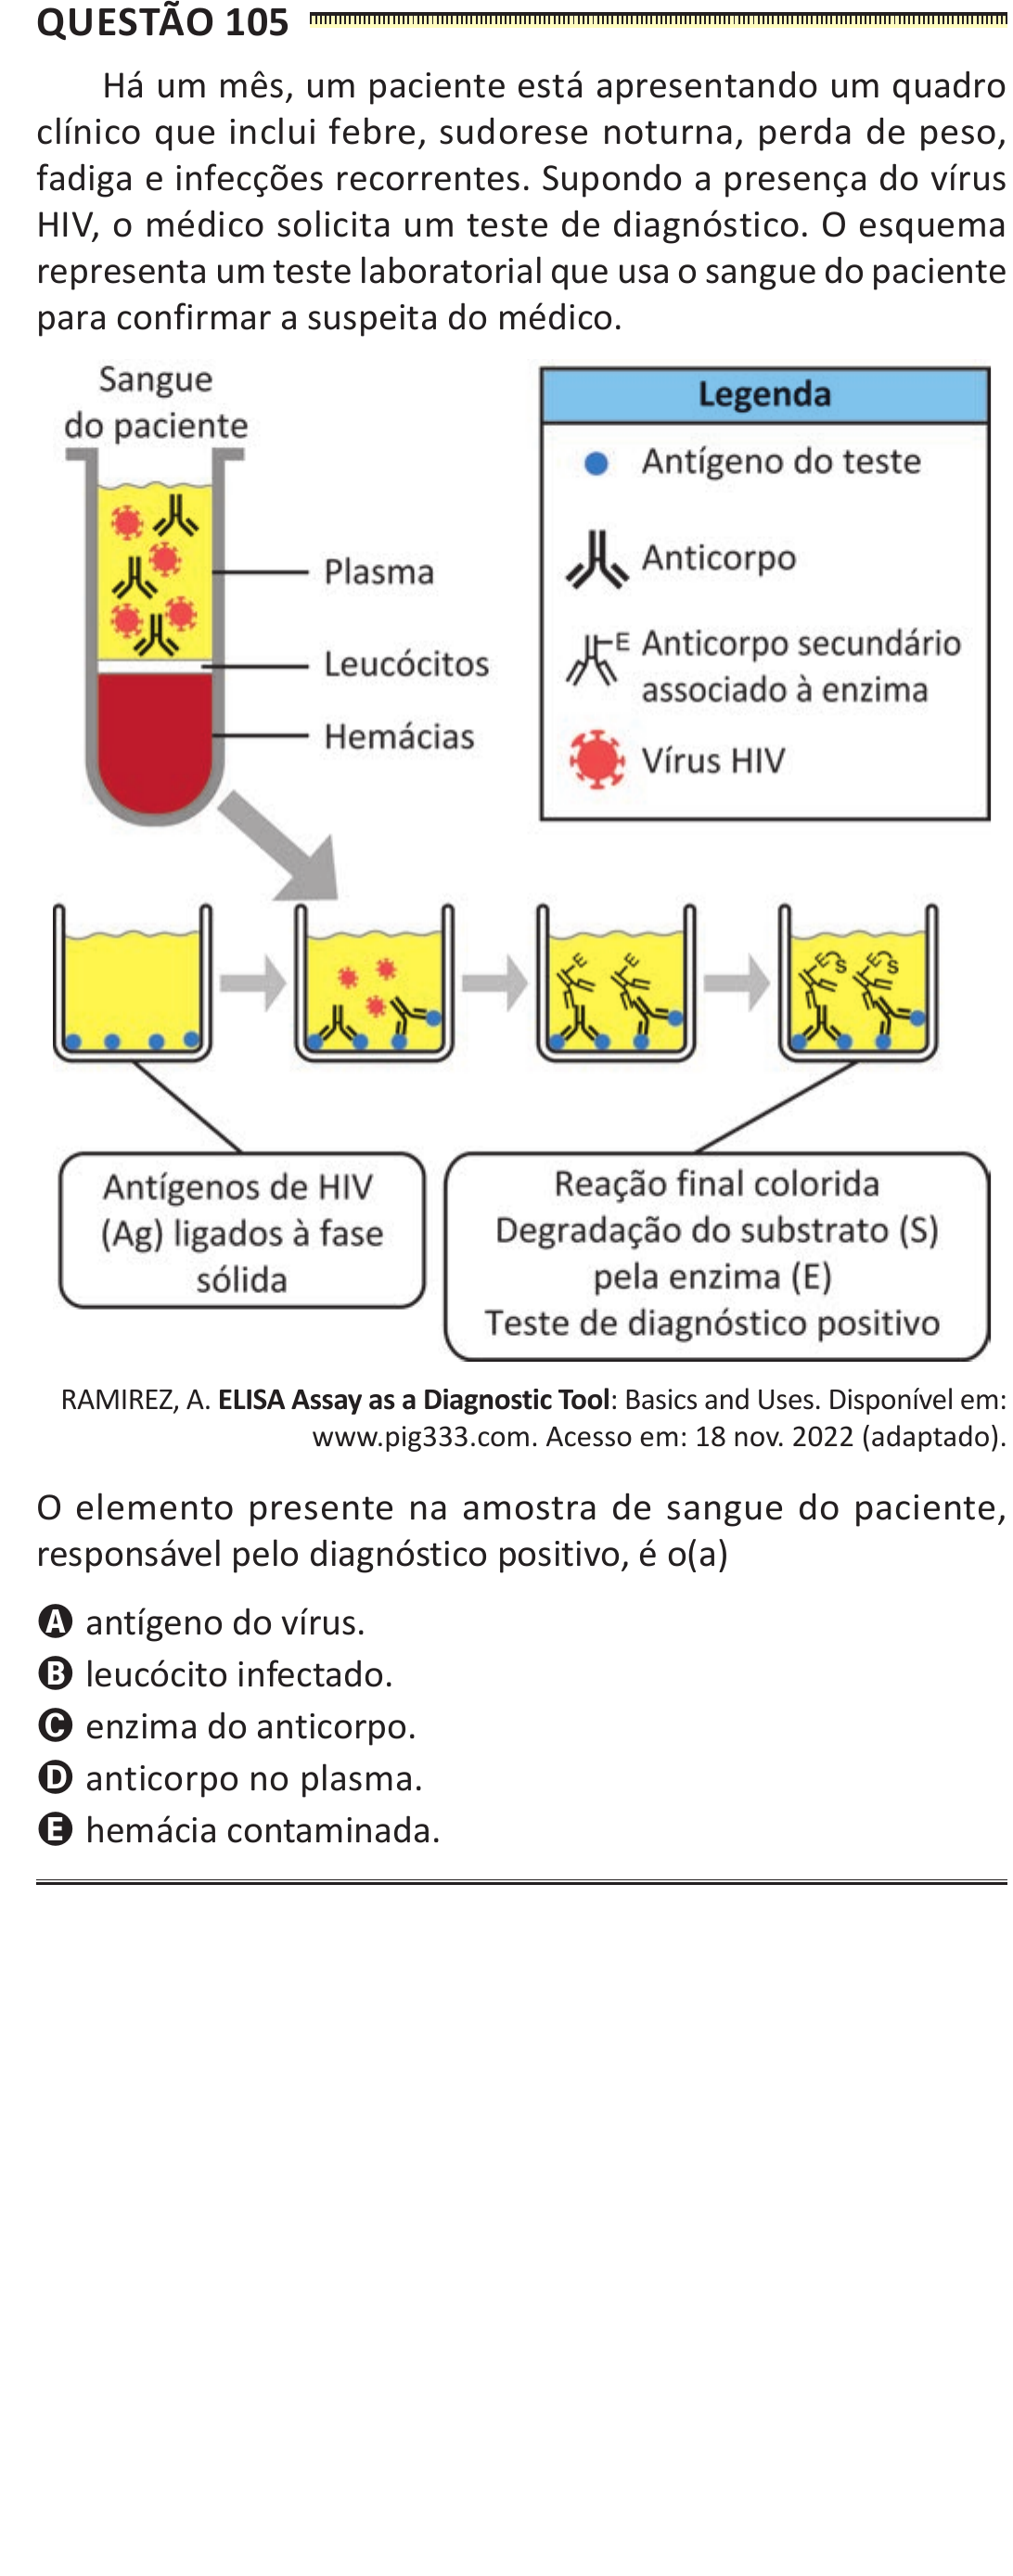 QUESTÃO 105
Há um mês, um paciente está apresentando um quadro
clínico que inclui febre, sudorese noturna, perda de peso,
fadiga e infecções recorrentes. Supondo a presença do vírus
HIV, o médico solicita um teste de diagnóstico. O esquema
representa um teste laboratorial que usa o sangue do paciente
para confirmar a suspeita do médico.
Sangue
do paciente
Plasma
Leucócitos
Hemácias
Legenda
Antígeno do teste
Anticorpo
E Anticorpo secundário
associado à enzima
Vírus HIV
E E
E S E S
Antígenos de HIV
(Ag) ligados à fase
sólida
Reação final colorida
Degradação do substrato (S)
pela enzima (E)
Teste de diagnóstico positivo
RAMIREZ, A. ELISA Assay as a Diagnostic Tool: Basics and Uses. Disponível em:
www.pig333.com. Acesso em: 18 nov. 2022 (adaptado).
O elemento presente na amostra de sangue do paciente,
responsável pelo diagnóstico positivo, é o(a)
A antígeno do vírus.
B leucócito infectado.
C enzima do anticorpo.
D anticorpo no plasma.
E hemácia contaminada.